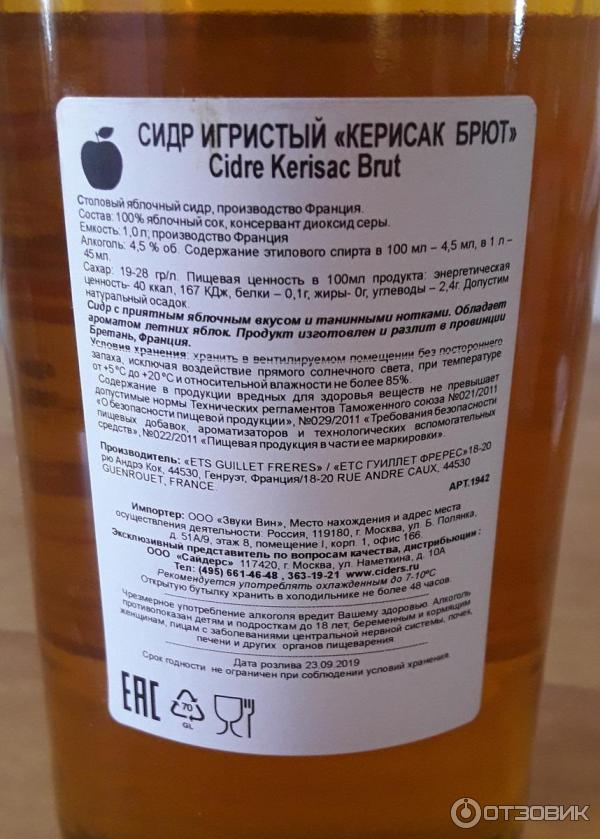 СИДР ИГРИСТЫЙ «КЕРИСАК БРЮТ»
Cidre Kerisac Brut
Столовый яблочный сидр, производство Франция.
Состав: 100% яблочный сок, консервант диоксид серы.
Емкость: 1,0 л; производство Франция
Алкоголь: 4,5 % об. Содержание этилового спирта в 100 мл – 4,5 мл, в 1 л –
45 мл.
Сахар: 19-28 гр/л. Пищевая ценность в 100мл продукта: энергетическая
ценность- 40 ккал, 167 КДж, белки – 0,1г, жиры- 0г, углеводы – 2,4г. Допустим
натуральный осадок.
Сидр с приятным яблочным вкусом и танинными нотками. Обладает
ароматом летних яблок. Продукт изготовлен и разлит в провинции
Бретань, Франция.
Условия хранения: хранить в вентилируемом помещении без постороннего
запаха, исключая воздействие прямого солнечного света, при температуре
от +5°С до +20°С и относительной влажности не более 85%.
Содержание в продукции вредных для здоровья веществ не превышает
допустимые нормы Технических регламентов Таможенного союза №021/2011
«О безопасности пищевой продукции», №029/2011 «Требования безопасности
пищевых добавок, ароматизаторов и технологических вспомогательных
средств», №022/2011 «Пищевая продукция в части ее маркировки».
Производитель: «ETS GUILLET FRERES» / «ЕТС ГУИЛЛЕТ ФРЕРЕС»18-20
рю Андрэ Кок, 44530, Генруэт, Франция/18-20 RUE ANDRE CAUX, 44530
GUENROUET, FRANCE.
АРТ.1942
Импортер: ООО «Звуки Вин», Место нахождения и адрес места
осуществления деятельности: Россия, 119180, г. Москва, ул. Б. Полянка,
д. 51А/9, этаж 8, помещение I, корп. 1, офис 166.
Эксклюзивный представитель по вопросам качества, дистрибьюции :
ООО «Сайдерс» 117420, г. Москва, ул. Наметкина, д. 10А
Тел: (495) 661-46-48 , 363-19-21 www.ciders.ru
Рекомендуется употреблять охлажденным до 7-10°С
Открытую бутылку хранить в холодильнике не более 48 часов.
Чрезмерное употребление алкоголя вредит Вашему здоровью. Алкоголь
противопоказан детям и подросткам до 18 лет, беременным и кормящим
женщинам, лицам с заболеваниями центральной нервной системы, почек,
печени и других органов пищеварения.
Дата розлива 23.09.2019
Срок годности не ограничен при соблюдении условий хранения.
EAC
70
GL
ОТЗОВИК